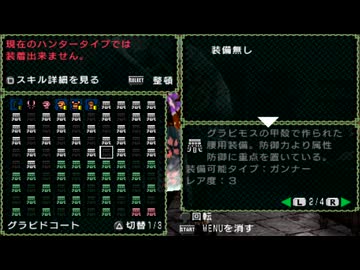 現在のハンタータイプでは
装着出来ません。
スキル詳細を見る
SELECT 整頓
グラビドコート
切替1/3
装備無し
グラビモスの甲殻で作られた
腰用装備。防御力より属性
防御に重点を置いている。
装備可能タイプ：ガンナー
レア度：3
L 2/4 R
回転
START MENUを消す